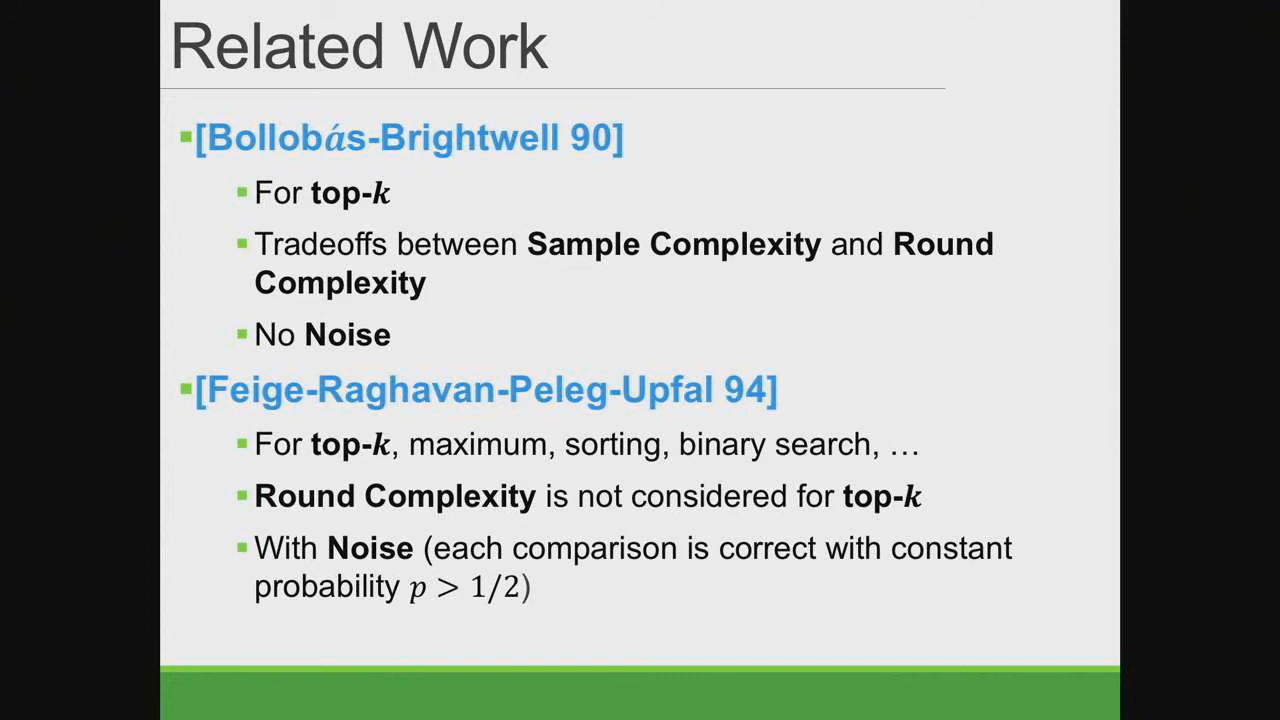 Related Work
[Bollobás-Brightwell 90]
For top-k
Tradeoffs between Sample Complexity and Round
Complexity
No Noise
[Feige-Raghavan-Peleg-Upfal 94]
For top-k, maximum, sorting, binary search, …
Round Complexity is not considered for top-k
With Noise (each comparison is correct with constant
probability p > 1/2)